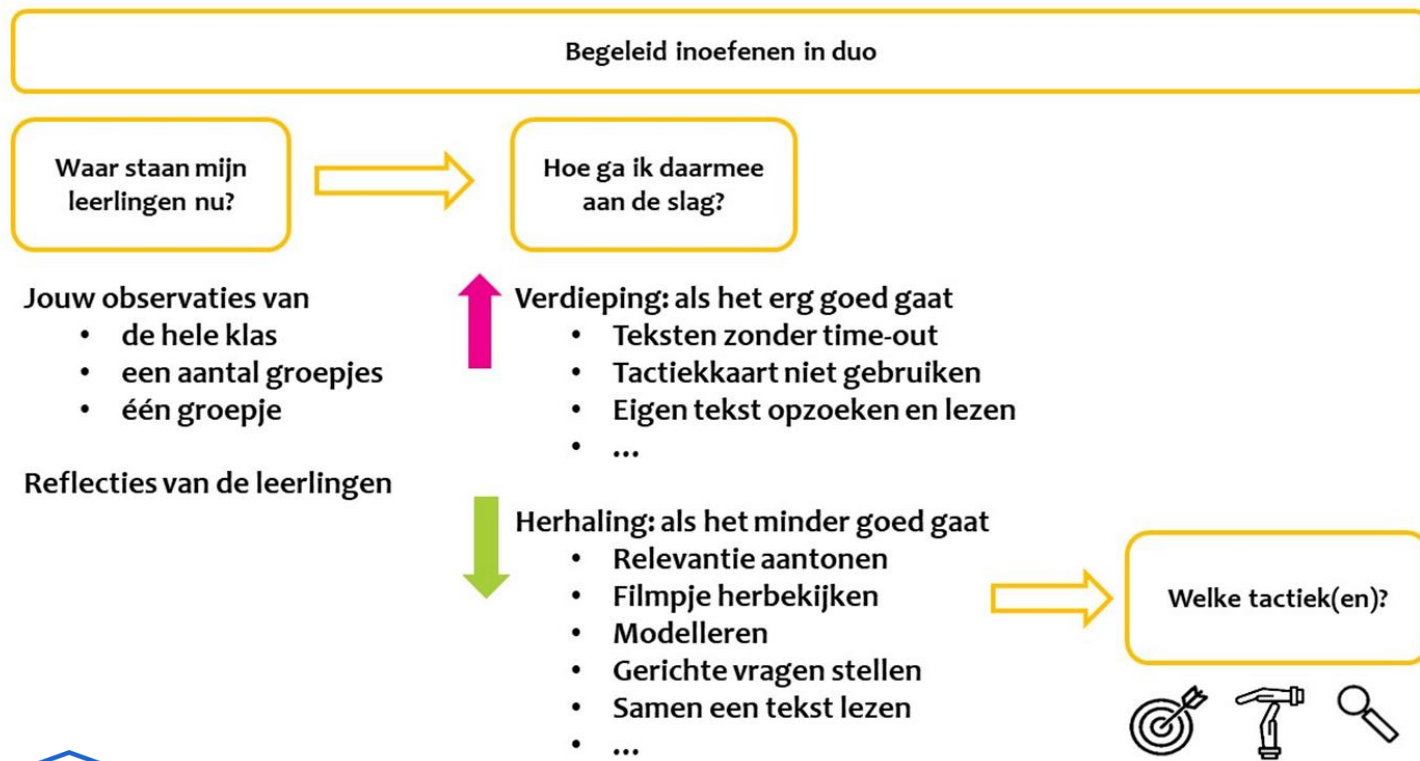 Begeleid inoefenen in duo
Waar staan mijn
leerlingen nu?
Hoe ga ik daarmee
aan de slag?
Jouw observaties van
• de hele klas
• een aantal groepjes
• één groepje
Reflecties van de leerlingen
Verdieping: als het erg goed gaat
• Teksten zonder time-out
• Tactiekkaart niet gebruiken
• Eigen tekst opzoeken en lezen
• ...
Herhaling: als het minder goed gaat
• Relevantie aantonen
• Filmpje herbekijken
• Modelleren
• Gerichte vragen stellen
• Samen een tekst lezen
• ...
Welke tactiek(en)?